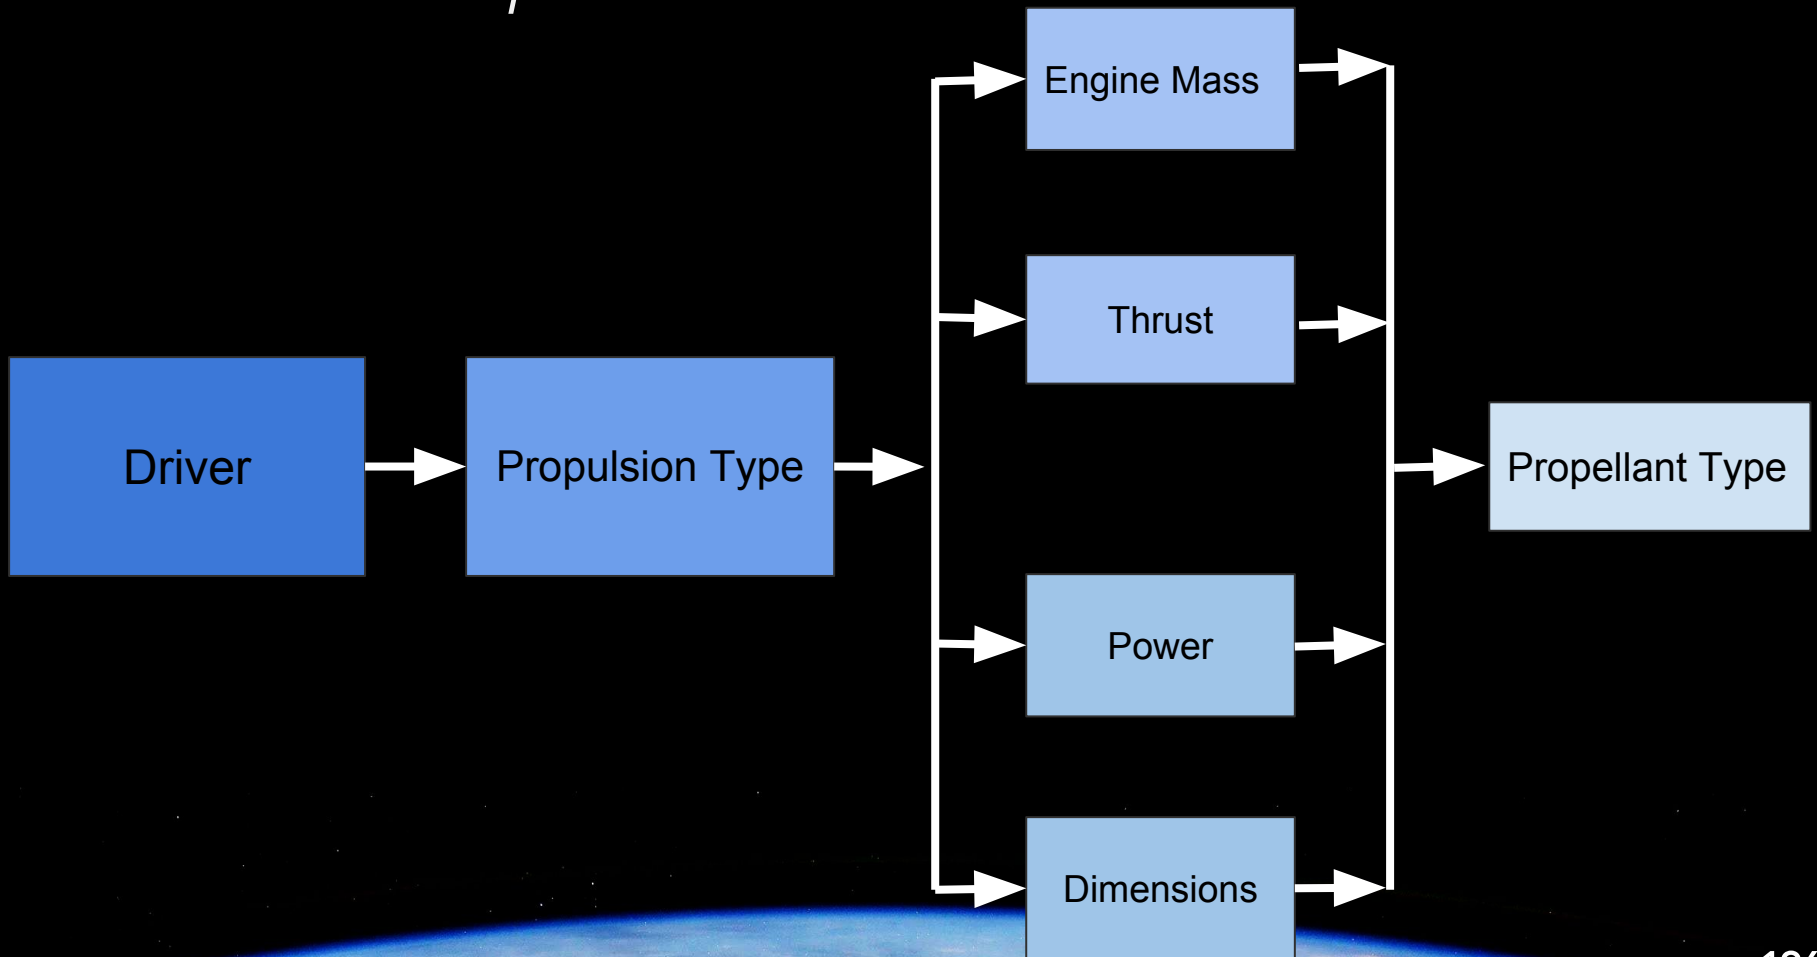 Engine Mass
Thrust
Driver
Propulsion Type
Propellant Type
Power
Dimensions